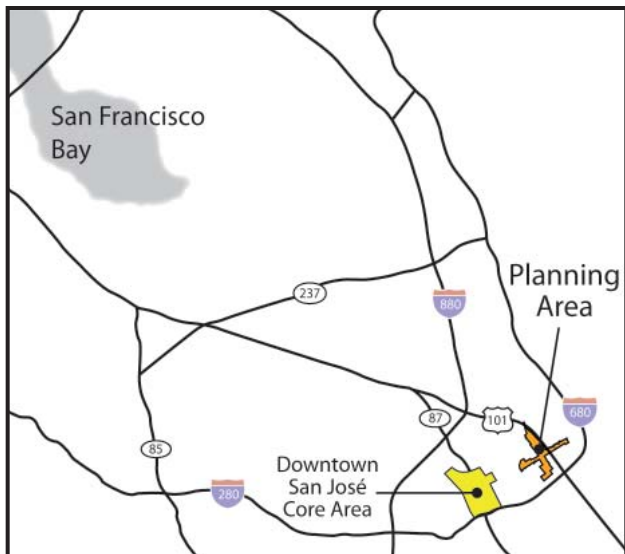 San Francisco
Bay
237
880
Planning
Area
680
101
87
85
Downtown
San José
Core Area
280